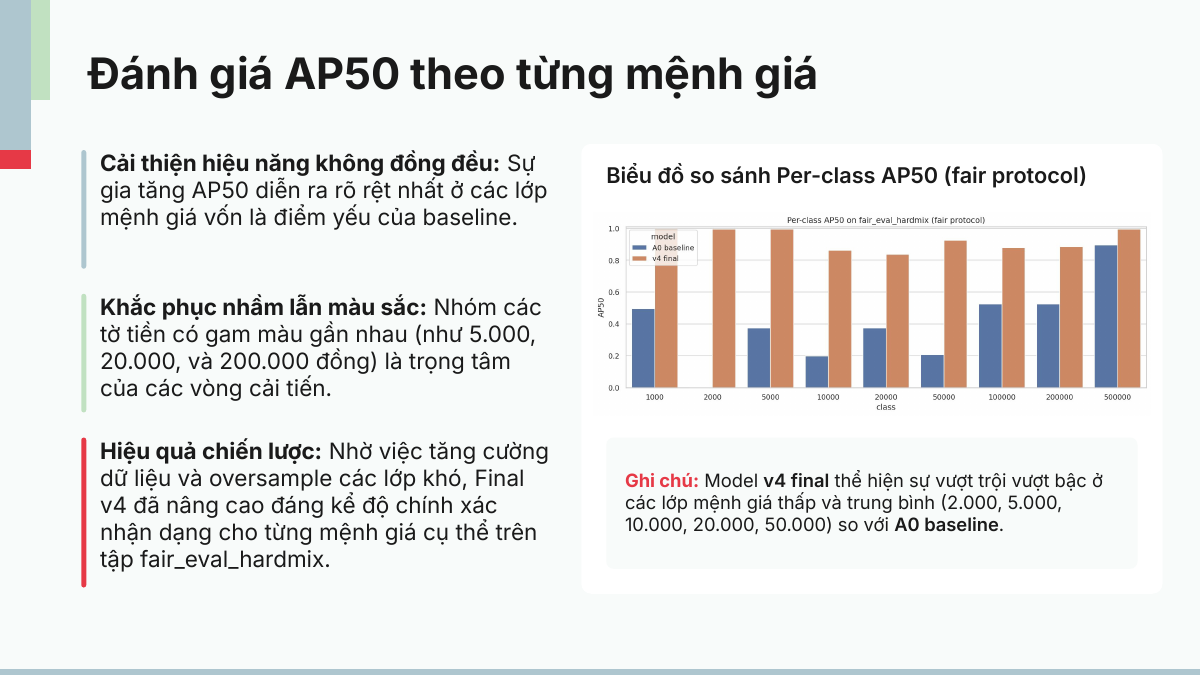 Đánh giá AP50 theo từng mệnh giá
Cải thiện hiệu năng không đồng đều: Sự
gia tăng AP50 diễn ra rõ rệt nhất ở các lớp
mệnh giá vốn là điểm yếu của baseline.
Khắc phục nhầm lẫn màu sắc: Nhóm các
tờ tiền có gam màu gần nhau (như 5.000,
20.000, và 200.000 đồng) là trọng tâm
của các vòng cải tiến.
Hiệu quả chiến lược: Nhờ việc tăng cường
dữ liệu và oversample các lớp khó, Final
v4 đã nâng cao đáng kể độ chính xác
nhận dạng cho từng mệnh giá cụ thể trên
tập fair_eval_hardmix.
Biểu đồ so sánh Per-class AP50 (fair protocol)
Per-class AP50 on fair_eval_hardmix (fair protocol)
model
A0 baseline
v4 final
AP50
1.0
0.8
0.6
0.4
0.2
0.0
1000 2000 5000 10000 20000 50000 100000 200000 500000
class
Ghi chú: Model v4 final thể hiện sự vượt trội vượt bậc ở
các lớp mệnh giá thấp và trung bình (2.000, 5.000,
10.000, 20.000, 50.000) so với A0 baseline.